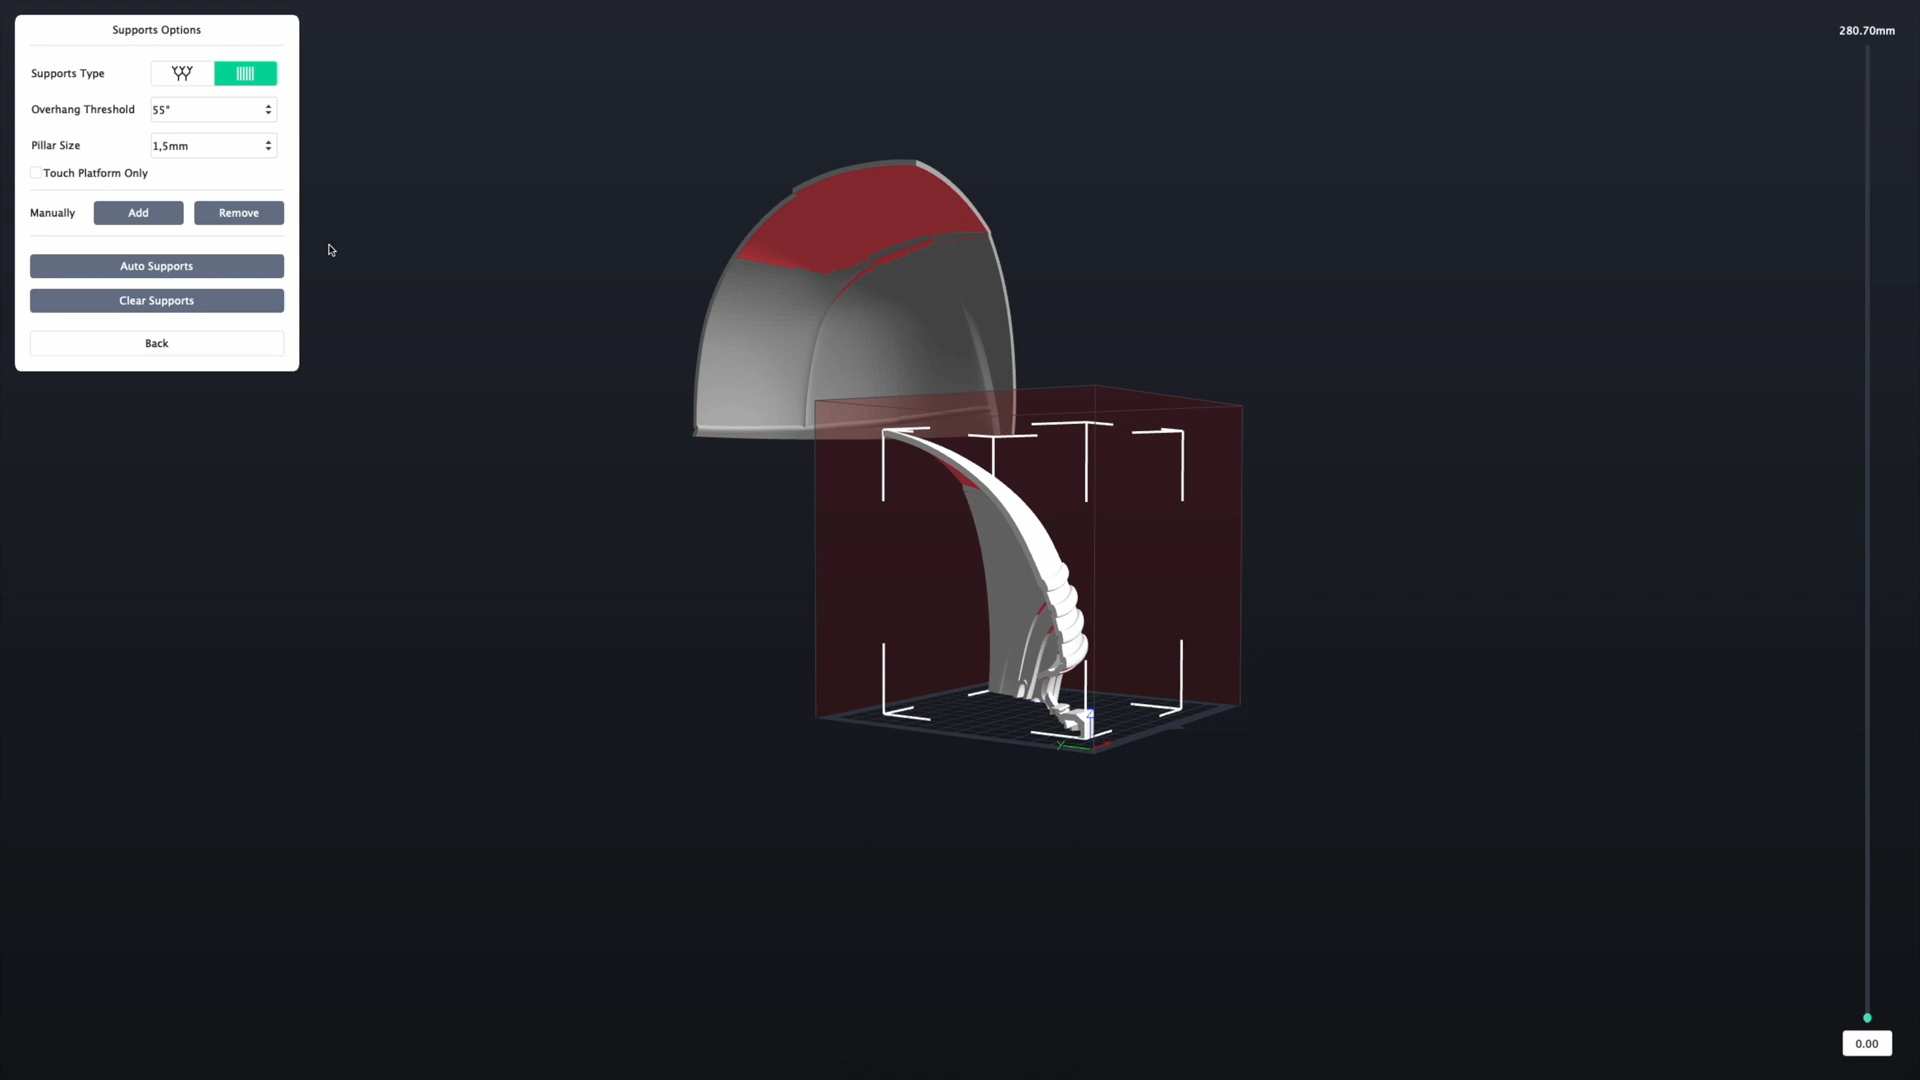 Supports Options
Supports Type
Overhang Threshold 55°
Pillar Size 1,5mm
Touch Platform Only
Manually Add Remove
Auto Supports
Clear Supports
Back
280.70mm
Z
Y
0.00